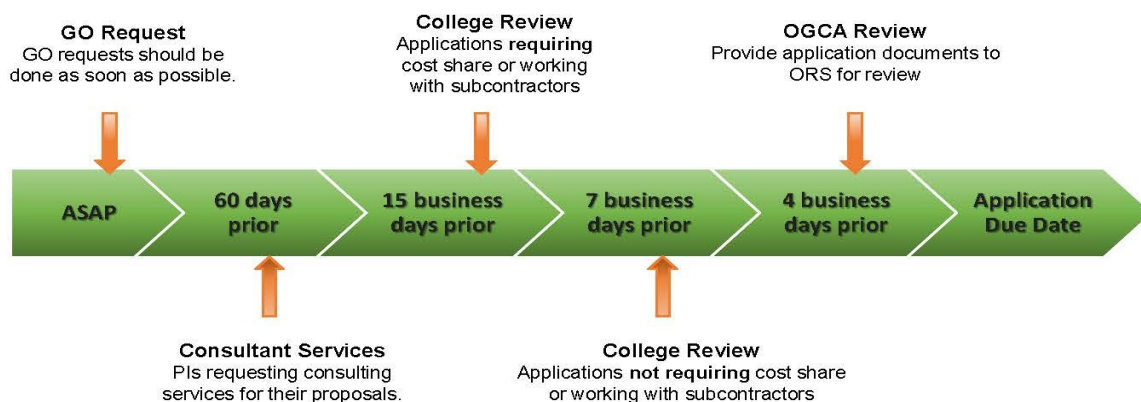 GO Request
GO requests should be
done as soon as possible.
College Review
Applications requiring
cost share or working
with subcontractors
OGCA Review
Provide application documents to
ORS for review
ASAP
60 days
prior
15 business
days prior
7 business
days prior
4 business
days prior
Application
Due Date
Consultant Services
PIs requesting consulting
services for their proposals.
College Review
Applications not requiring cost share
or working with subcontractors